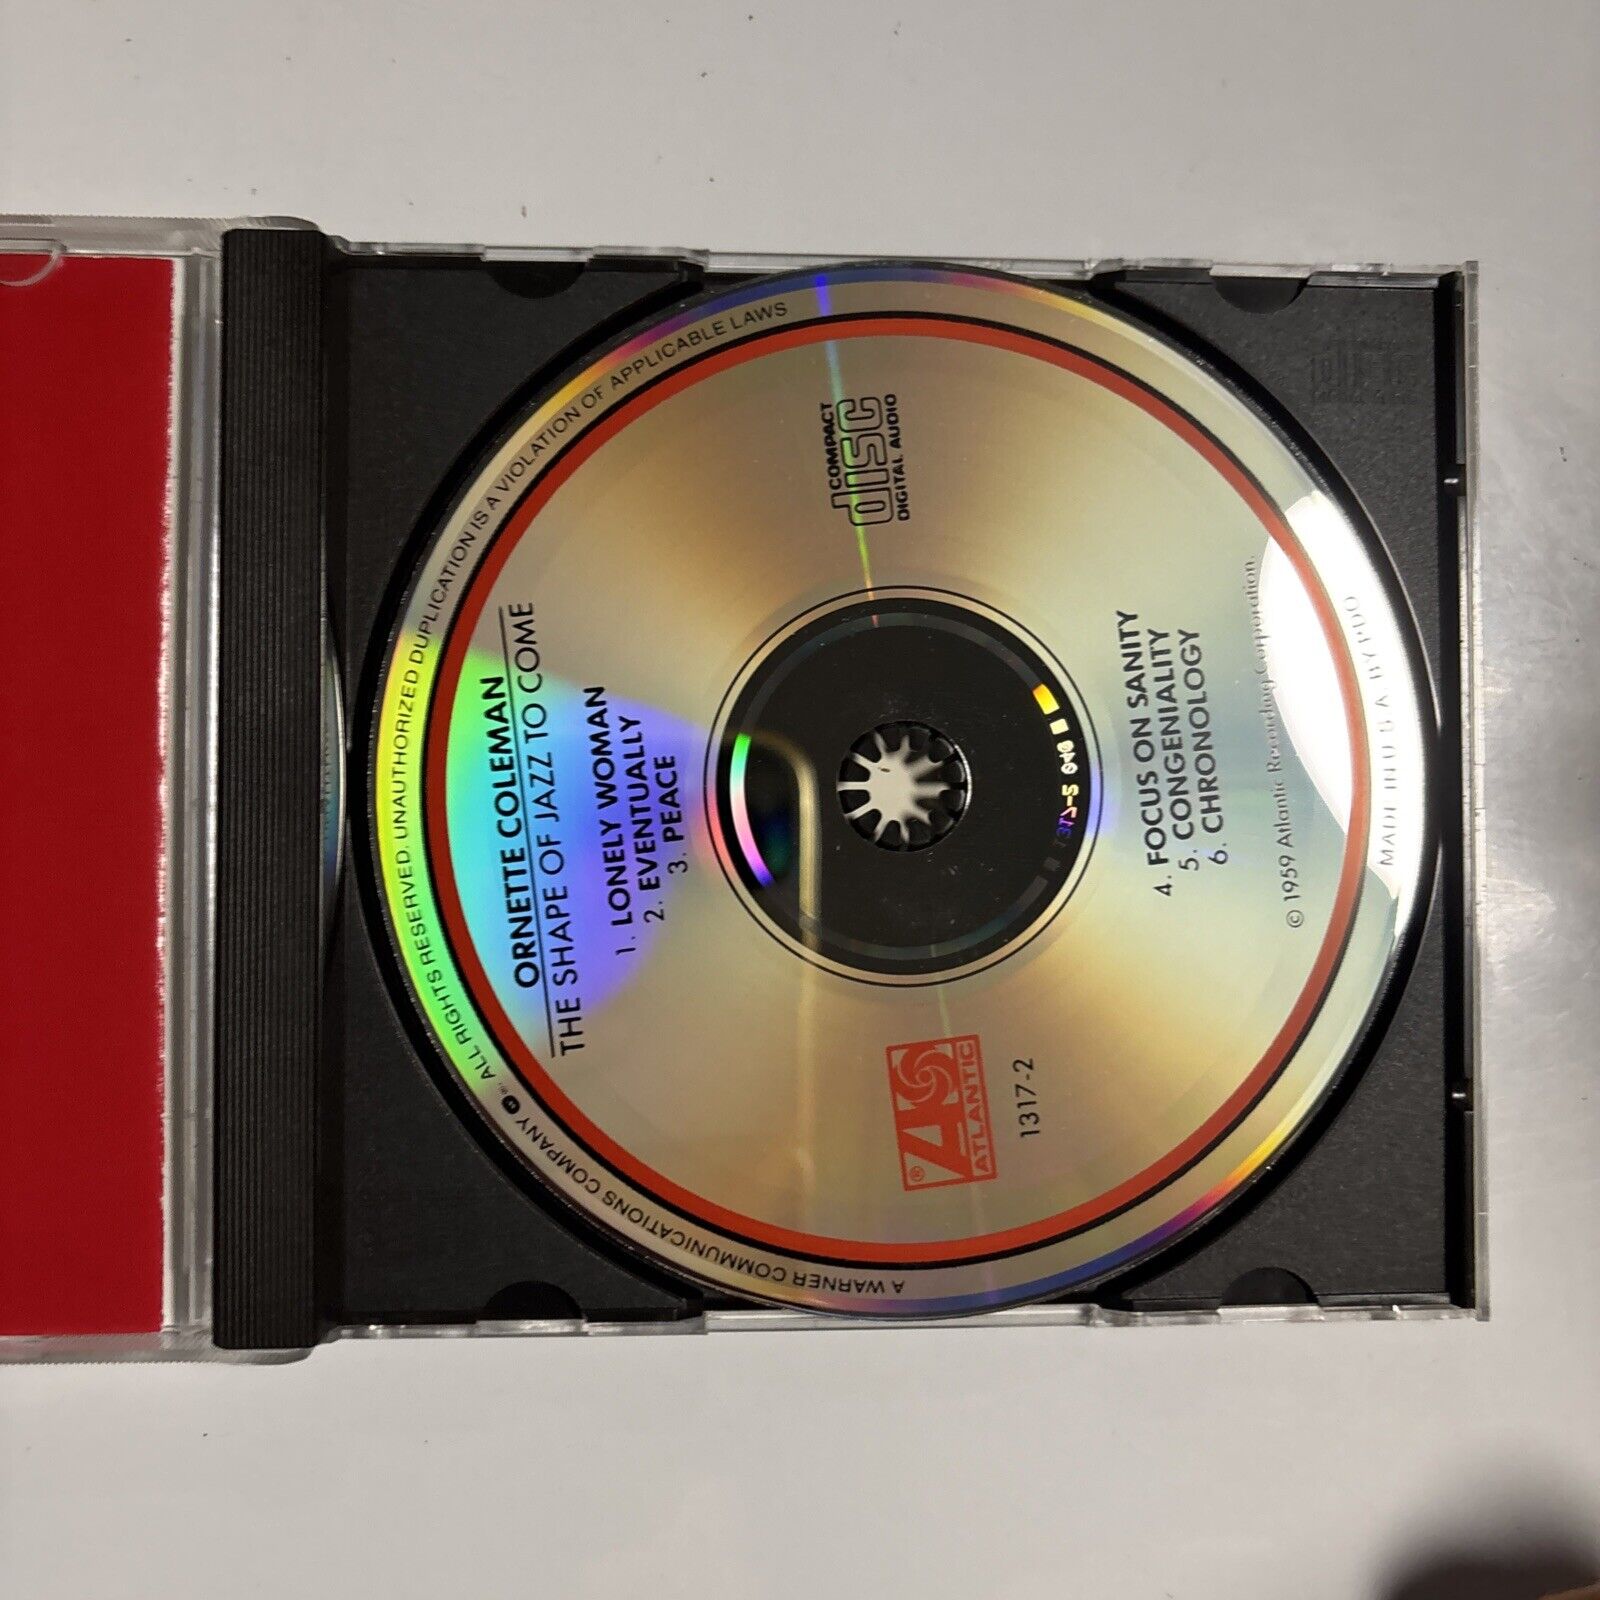 ORNETTE COLEMAN
THE SHAPE OF JAZZ TO COME
1. LONELY WOMAN
2. EVENTUALLY
3. PEACE
® ATLANTIC
1317-2
COMPACT
disc
DIGITAL AUDIO
4. FOCUS ON SANITY
5. CONGENIALITY
6. CHRONOLOGY
© 1959 Atlantic Recording Corporation.
MADE IN U S A BY PDO
A WARNER COMMUNICATIONS COMPANY
ALL RIGHTS RESERVED. UNAUTHORIZED DUPLICATION IS A VIOLATION OF APPLICABLE LAWS